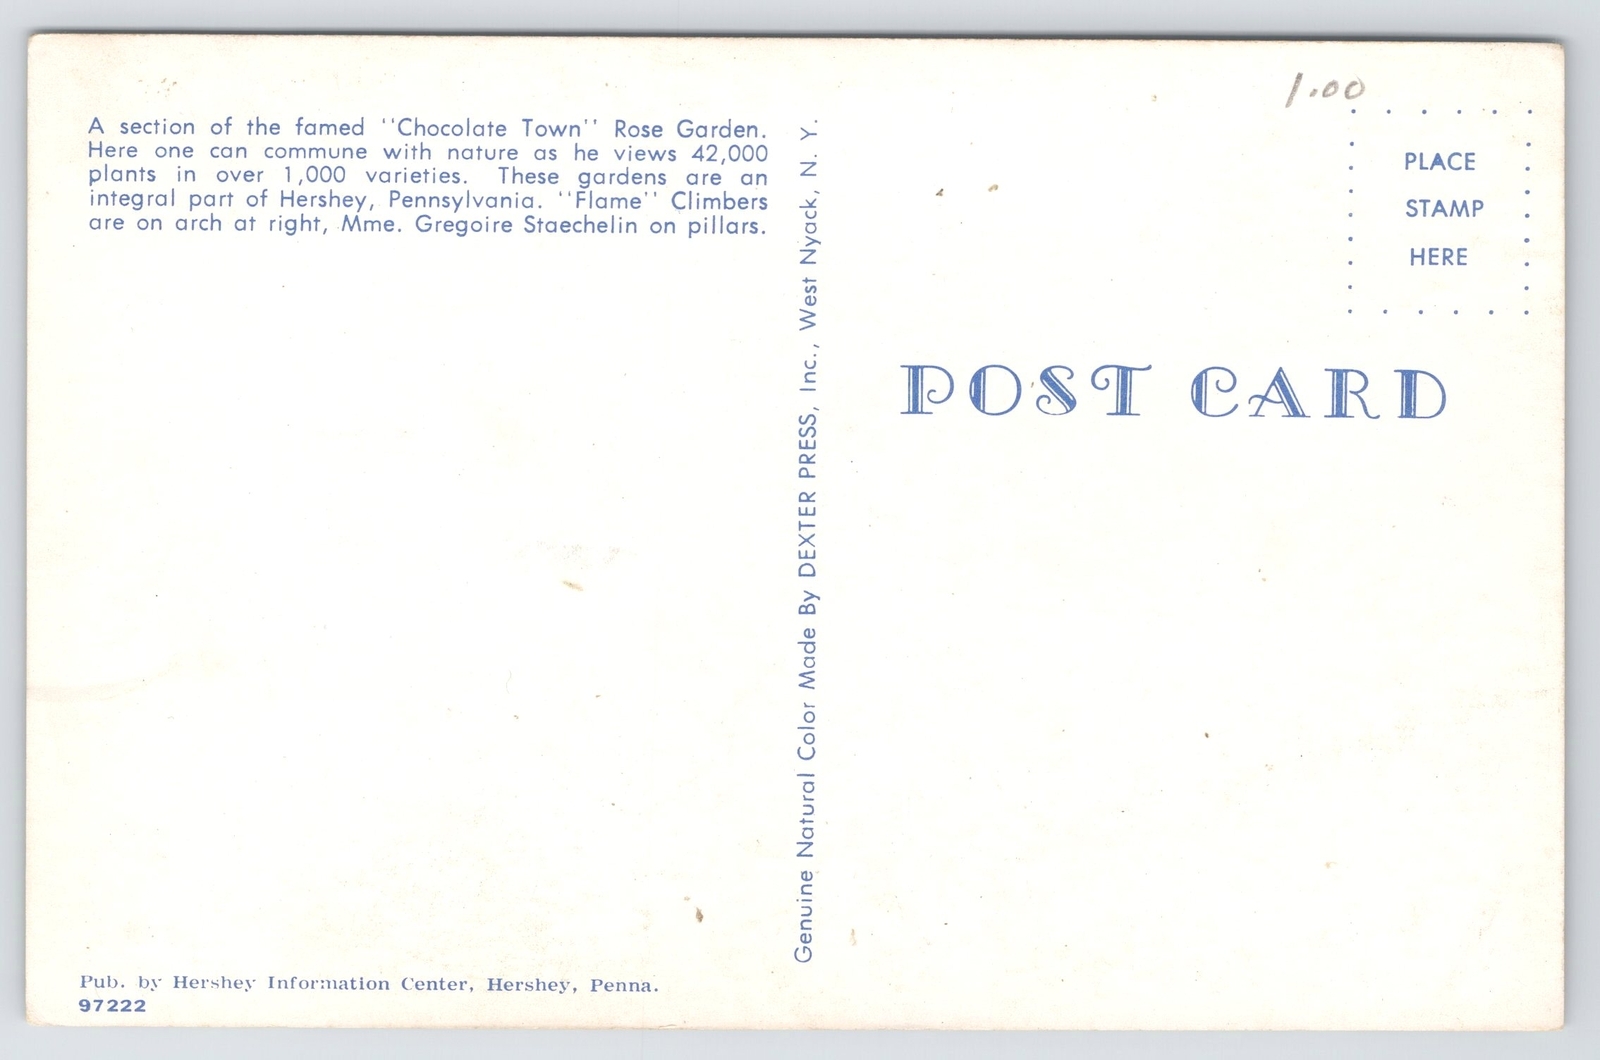 A section of the famed ''Chocolate Town'' Rose Garden.
Here one can commune with nature as he views 42,000
plants in over 1,000 varieties. These gardens are an
integral part of Hershey, Pennsylvania. ''Flame'' Climbers
are on arch at right, Mme. Gregoire Staechelin on pillars.
Pub. by Hershey Information Center, Hershey, Penna.
97222
Genuine Natural Color Made By DEXTER PRESS, Inc., West Nyack, N. Y.
1.00
PLACE
STAMP
HERE
POST CARD